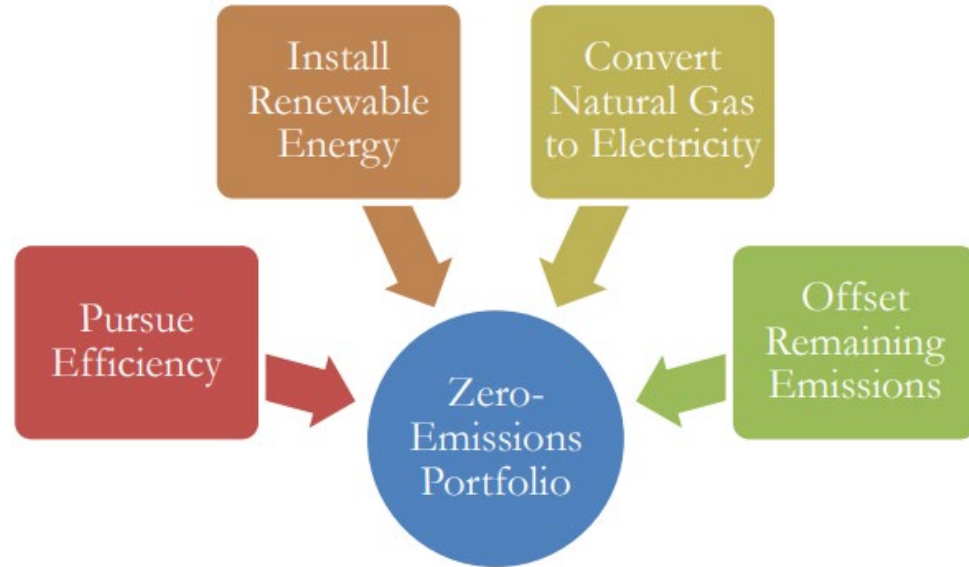 Install
Renewable
Energy
Convert
Natural Gas
to Electricity
Pursue
Efficiency
Offset
Remaining
Emissions
Zero-
Emissions
Portfolio